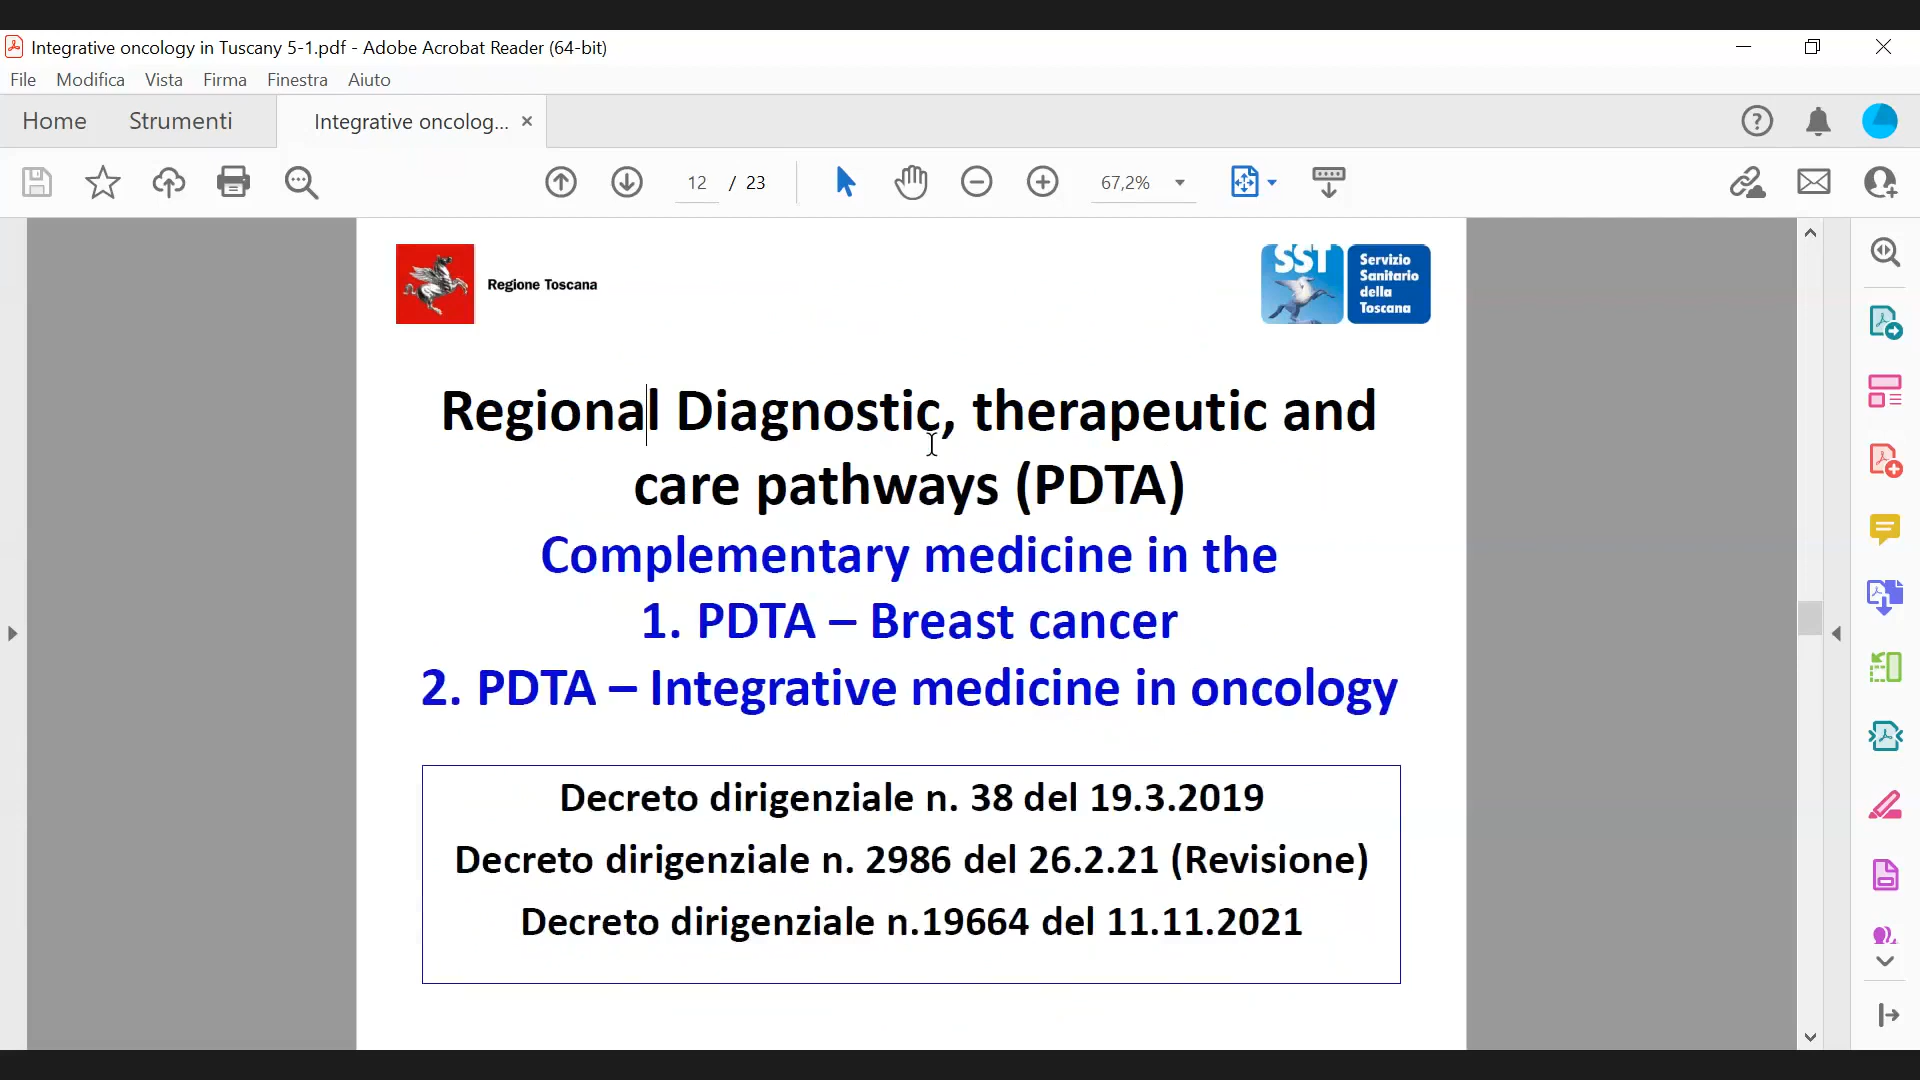 Integrative oncology in Tuscany 5-1.pdf - Adobe Acrobat Reader (64-bit)
File Modifica Vista Firma Finestra Aiuto
Home Strumenti Integrative oncolog...
12 / 23 67,2%
Regione Toscana
SST
Servizio
Sanitario
della
Toscana
Regional Diagnostic, therapeutic and
care pathways (PDTA)
Complementary medicine in the
1. PDTA – Breast cancer
2. PDTA – Integrative medicine in oncology
Decreto dirigenziale n. 38 del 19.3.2019
Decreto dirigenziale n. 2986 del 26.2.21 (Revisione)
Decreto dirigenziale n.19664 del 11.11.2021